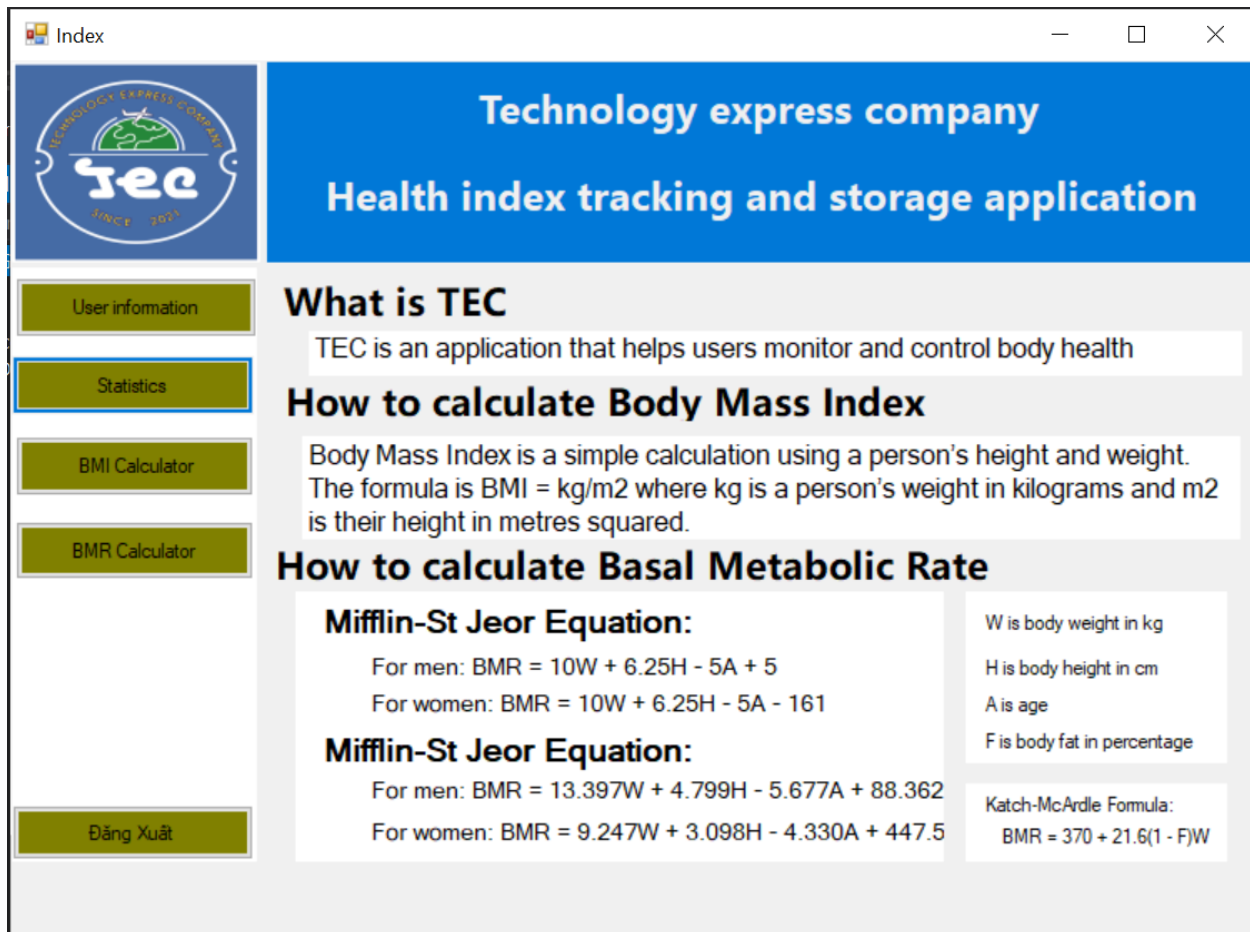 Index
TECHNOLOGY EXPRESS COMPANY
TEC
SINCE 2021
Technology express company
Health index tracking and storage application
User information
Statistics
BMI Calculator
BMR Calculator
Đăng Xuất
What is TEC
TEC is an application that helps users monitor and control body health
How to calculate Body Mass Index
Body Mass Index is a simple calculation using a person’s height and weight.
The formula is BMI = kg/m2 where kg is a person’s weight in kilograms and m2
is their height in metres squared.
How to calculate Basal Metabolic Rate
Mifflin-St Jeor Equation:
For men: BMR = 10W + 6.25H - 5A + 5
For women: BMR = 10W + 6.25H - 5A - 161
Mifflin-St Jeor Equation:
For men: BMR = 13.397W + 4.799H - 5.677A + 88.362
For women: BMR = 9.247W + 3.098H - 4.330A + 447.5
W is body weight in kg
H is body height in cm
A is age
F is body fat in percentage
Katch-McArdle Formula:
BMR = 370 + 21.6(1 - F)W